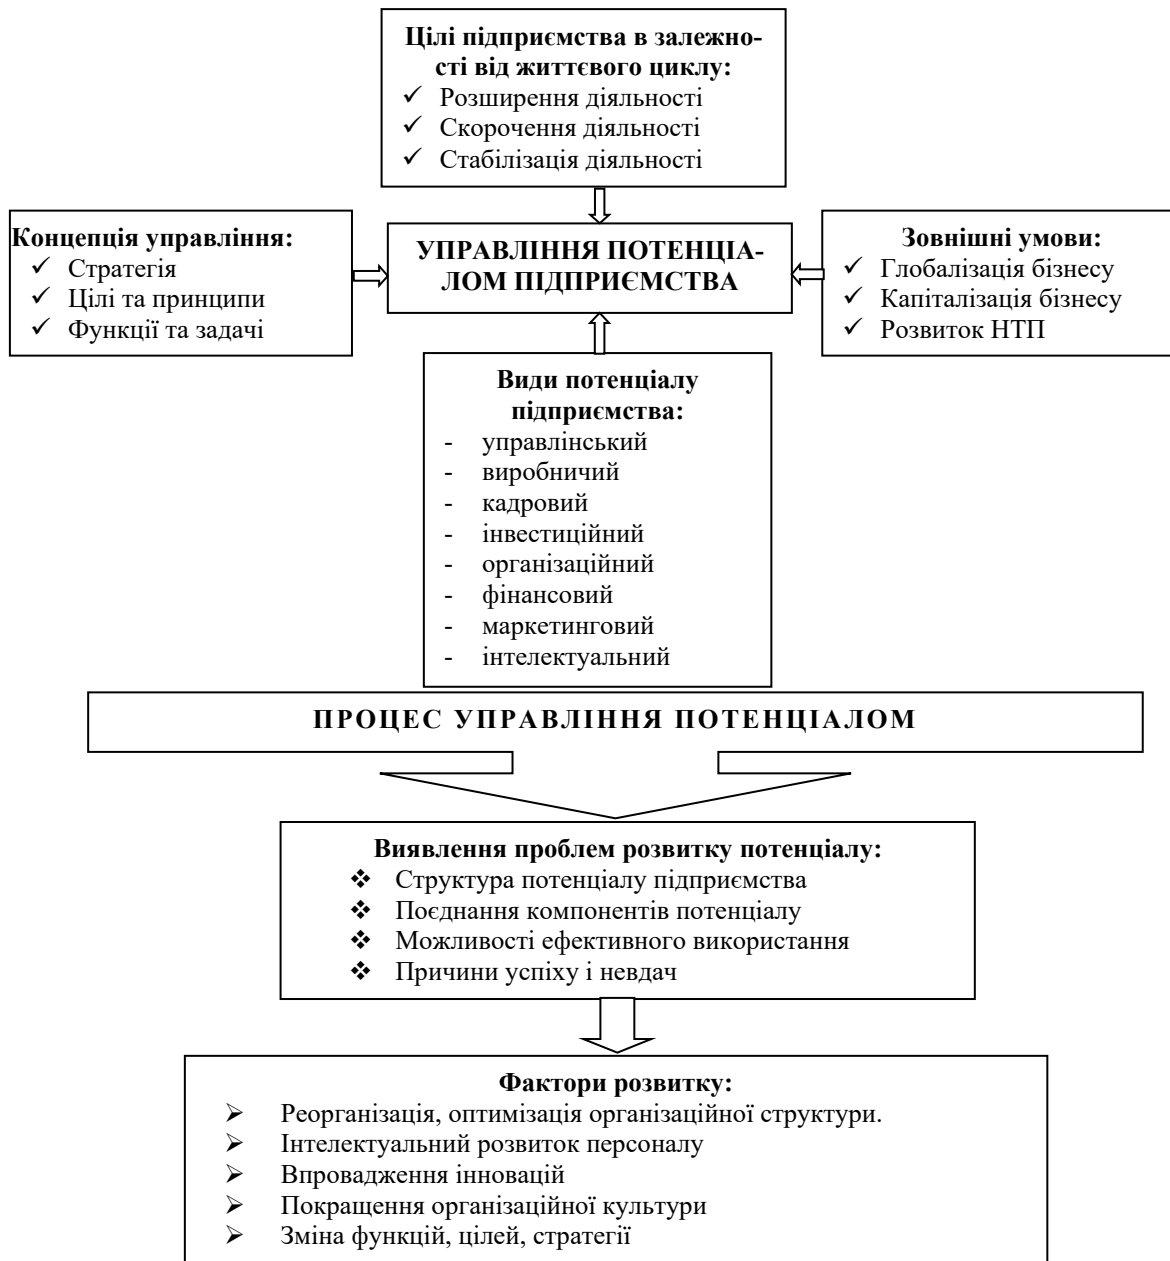 Цілі підприємства в залежно-
сті від життєвого циклу:
✓ Розширення діяльності
✓ Скорочення діяльності
✓ Стабілізація діяльності
Концепція управління:
✓ Стратегія
✓ Цілі та принципи
✓ Функції та задачі
УПРАВЛІННЯ ПОТЕНЦІА-
ЛОМ ПІДПРИЄМСТВА
Зовнішні умови:
✓ Глобалізація бізнесу
✓ Капіталізація бізнесу
✓ Розвиток НТП
Види потенціалу
підприємства:
- управлінський
- виробничий
- кадровий
- інвестиційний
- організаційний
- фінансовий
- маркетинговий
- інтелектуальний
ПРОЦЕС УПРАВЛІННЯ ПОТЕНЦІАЛОМ
Виявлення проблем розвитку потенціалу:
❖ Структура потенціалу підприємства
❖ Поєднання компонентів потенціалу
❖ Можливості ефективного використання
❖ Причини успіху і невдач
Фактори розвитку:
➢ Реорганізація, оптимізація організаційної структури.
➢ Інтелектуальний розвиток персоналу
➢ Впровадження інновацій
➢ Покращення організаційної культури
➢ Зміна функцій, цілей, стратегії